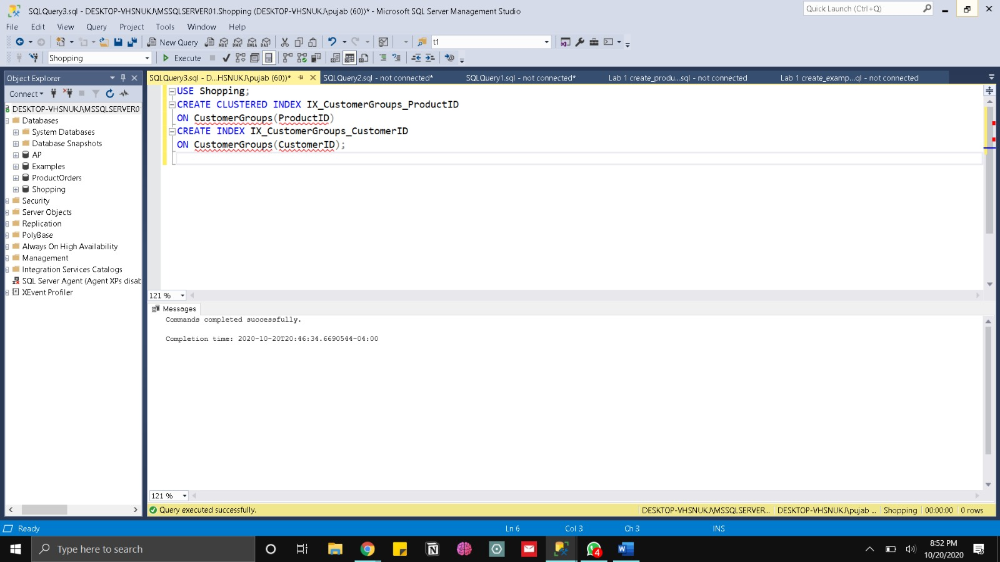 SQLQuery3.sql - DESKTOP-VHSNUKJ\MSSQLSERVER01.Shopping (DESKTOP-VHSNUKJ\pujab (60))* - Microsoft SQL Server Management Studio
Quick Launch (Ctrl+Q)
File Edit View Query Project Tools Window Help
New Query MDX DMX XMLA DAX t1
Shopping Execute
Object Explorer
SQLQuery3.sql - D...HSNUKJ\pujab (60))* SQLQuery2.sql - not connected* SQLQuery1.sql - not connected* Lab 1 create_produ...sql - not connected Lab 1 create_examp...ql - not connected
Connect
DESKTOP-VHSNUKJ\MSSQLSERVER0
Databases
System Databases
Database Snapshots
AP
Examples
ProductOrders
Shopping
Security
Server Objects
Replication
PolyBase
Always On High Availability
Management
Integration Services Catalogs
SQL Server Agent (Agent XPs disab
XEvent Profiler
USE Shopping;
CREATE CLUSTERED INDEX IX_CustomerGroups_ProductID
ON CustomerGroups(ProductID)
CREATE INDEX IX_CustomerGroups_CustomerID
ON CustomerGroups(CustomerID);
121 %
Messages
Commands completed successfully.
Completion time: 2020-10-20T20:46:34.6690544-04:00
121 %
Query executed successfully. DESKTOP-VHSNUKJ\MSSQLSERVER... DESKTOP-VHSNUKJ\pujab ... Shopping 00:00:00 0 rows
Ready Ln 6 Col 3 Ch 3 INS
Type here to search
4
8:52 PM
10/20/2020